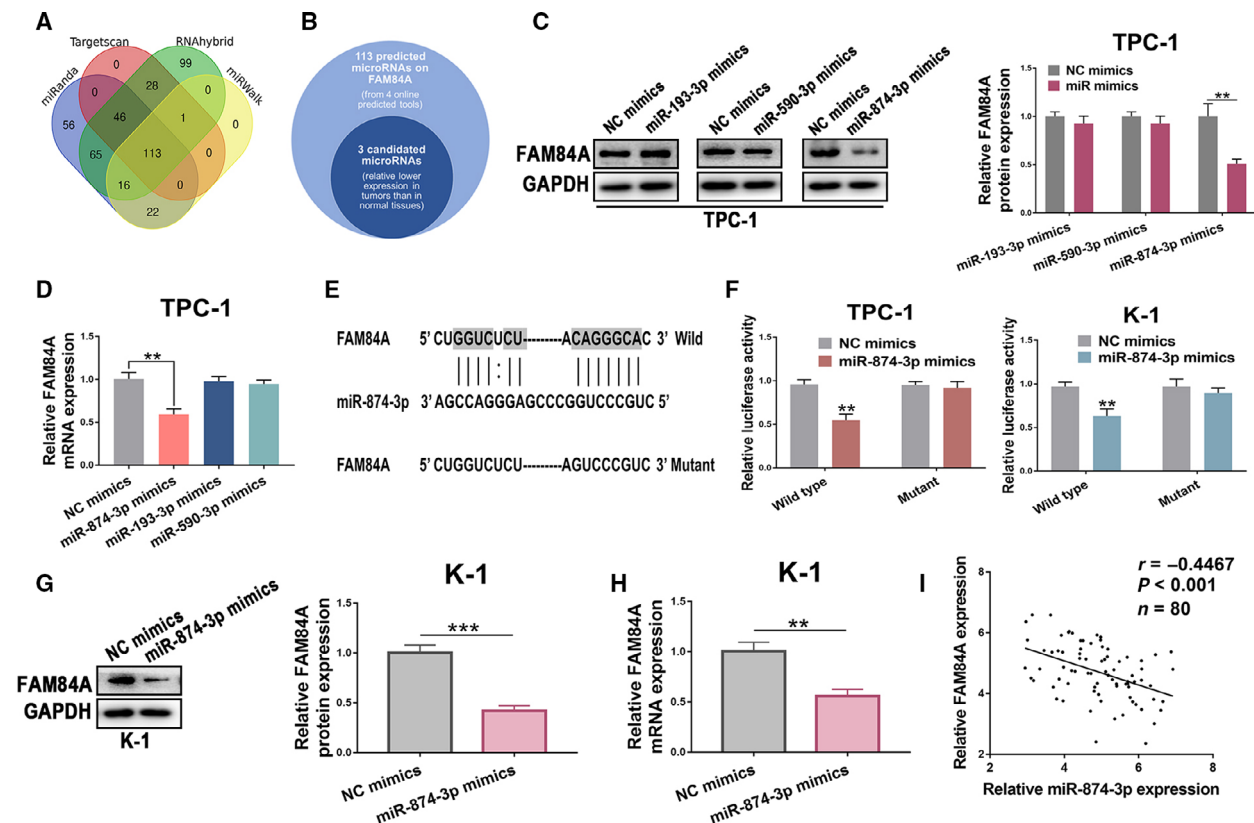 A
Targetscan
RNAhybrid
miRanda
miRWalk
0
99
0
28
0
56
46
1
0
65
113
0
16
0
22
B
113 predicted
microRNAs on
FAM84A
(from 4 online
predicted tools)
3 candidated
microRNAs
(relative lower
expression in
tumors than in
normal tissues)
C
NC mimics
miR-193-3p mimics
NC mimics
miR-590-3p mimics
NC mimics
miR-874-3p mimics
FAM84A
GAPDH
TPC-1
TPC-1
NC mimics
miR mimics
**
Relative FAM84A
protein expression
1.5
1.0
0.5
0.0
miR-193-3p mimics
miR-590-3p mimics
miR-874-3p mimics
D
TPC-1
Relative FAM84A
mRNA expression
1.5
1.0
0.5
0.0
**
NC mimics
miR-874-3p mimics
miR-193-3p mimics
miR-590-3p mimics
E
FAM84A 5’ CUGGUCUCU--------ACAGGGCAC 3’ Wild
miR-874-3p 3’ AGCCAGGGAGCCCGGUCCCGUC 5’
FAM84A 5’ CUGGUCUCU--------AGUCCCGUC 3’ Mutant
F
TPC-1
NC mimics
miR-874-3p mimics
Relative luciferase activity
1.5
1.0
0.5
0.0
**
Wild type
Mutant
K-1
NC mimics
miR-874-3p mimics
Relative luciferase activity
1.5
1.0
0.5
0.0
**
Wild type
Mutant
G
NC mimics
miR-874-3p mimics
FAM84A
GAPDH
K-1
K-1
Relative FAM84A
protein expression
1.5
1.0
0.5
0.0
***
NC mimics
miR-874-3p mimics
H
K-1
Relative FAM84A
mRNA expression
1.5
1.0
0.5
0.0
**
NC mimics
miR-874-3p mimics
I
r = −0.4467
P < 0.001
n = 80
Relative FAM84A expression
8
6
4
2
2
4
6
8
Relative miR-874-3p expression